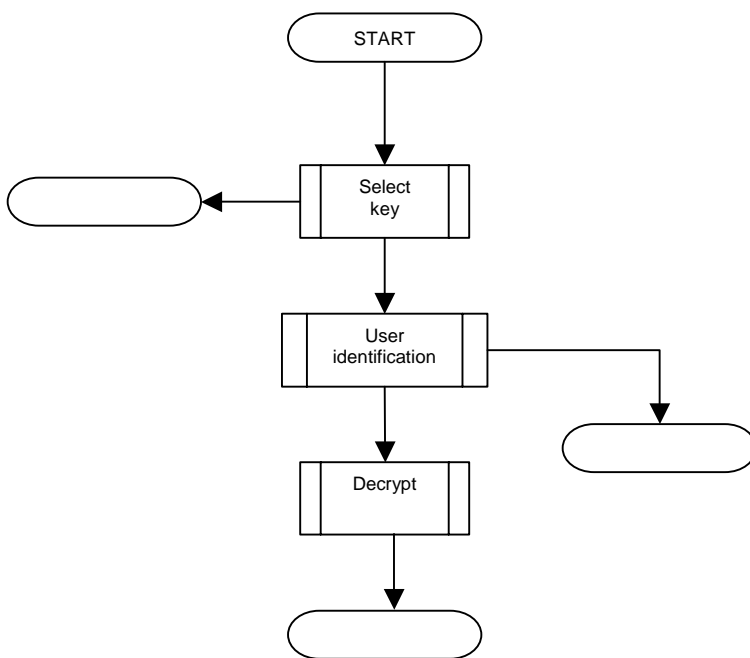 START
Select
key
User
identification
Decrypt